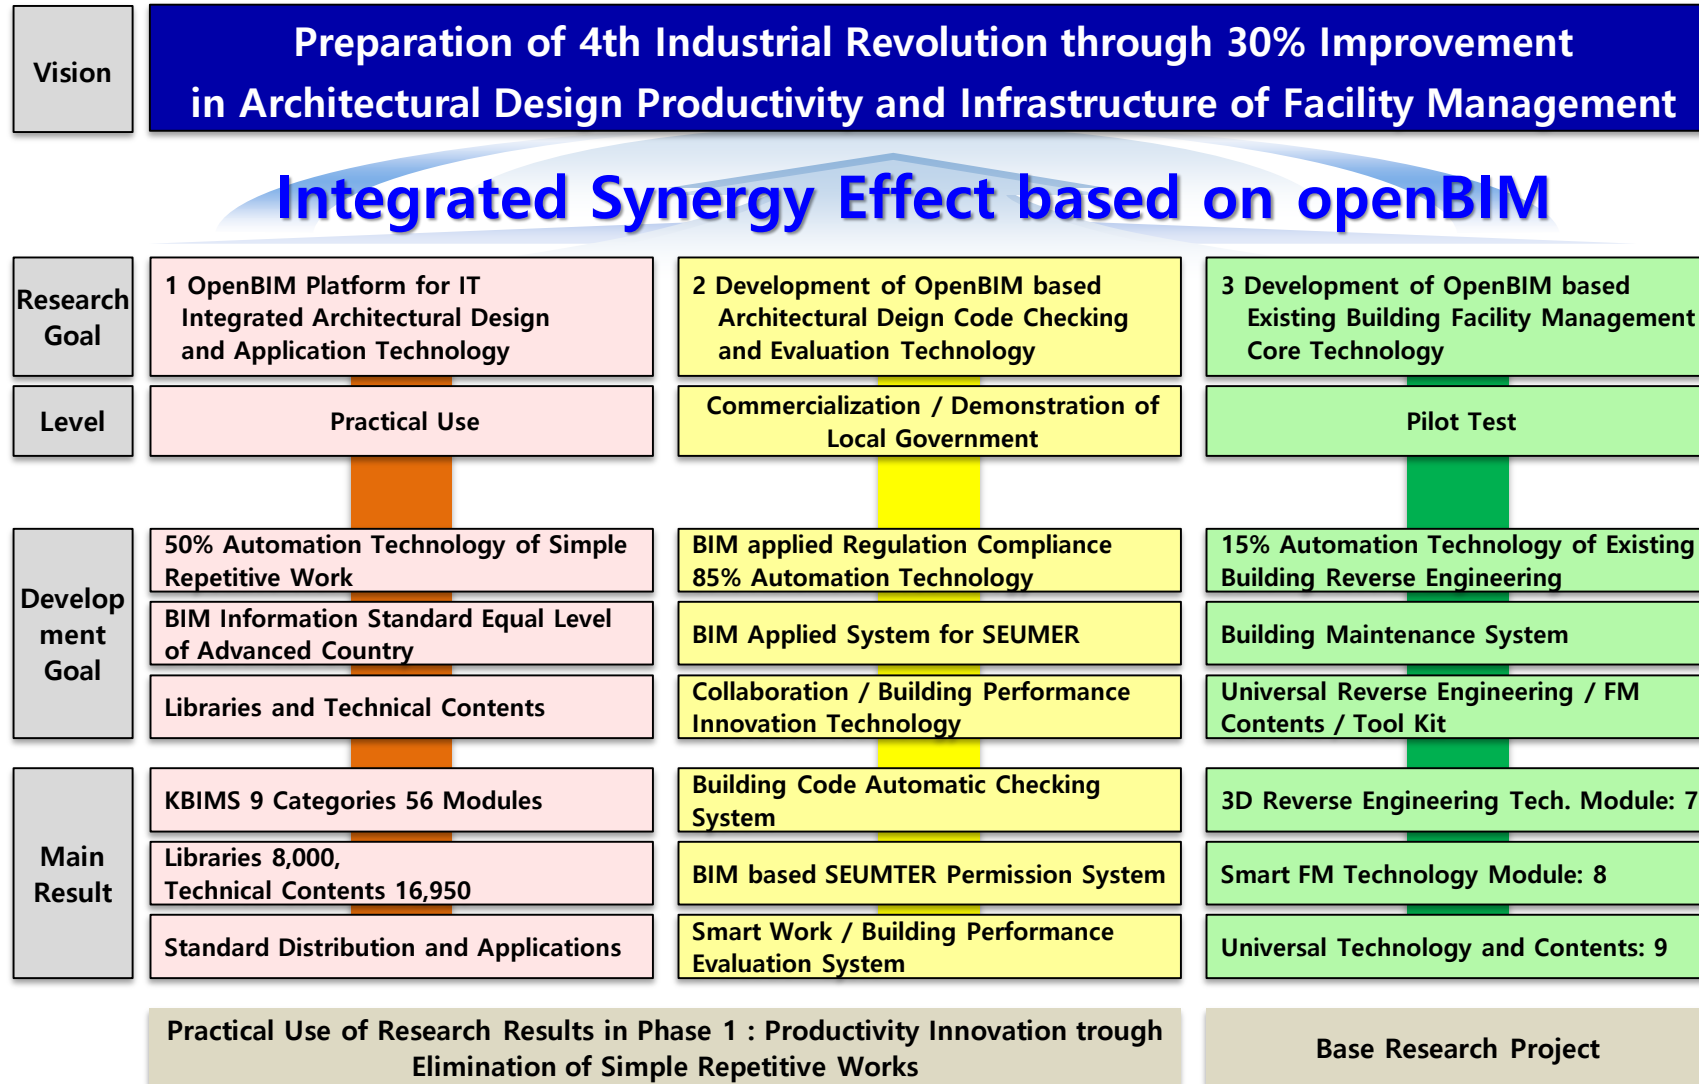 Vision
Preparation of 4th Industrial Revolution through 30% Improvement
in Architectural Design Productivity and Infrastructure of Facility Management
Integrated Synergy Effect based on openBIM
Research
Goal
1 OpenBIM Platform for IT
Integrated Architectural Design
and Application Technology
2 Development of OpenBIM based
Architectural Deign Code Checking
and Evaluation Technology
3 Development of OpenBIM based
Existing Building Facility Management
Core Technology
Level
Practical Use
Commercialization / Demonstration of
Local Government
Pilot Test
Develop
ment
Goal
50% Automation Technology of Simple
Repetitive Work
BIM applied Regulation Compliance
85% Automation Technology
15% Automation Technology of Existing
Building Reverse Engineering
BIM Information Standard Equal Level
of Advanced Country
BIM Applied System for SEUMER
Building Maintenance System
Libraries and Technical Contents
Collaboration / Building Performance
Innovation Technology
Universal Reverse Engineering / FM
Contents / Tool Kit
Main
Result
KBIMS 9 Categories 56 Modules
Building Code Automatic Checking
System
3D Reverse Engineering Tech. Module: 7
Libraries 8,000,
Technical Contents 16,950
BIM based SEUMTER Permission System
Smart FM Technology Module: 8
Standard Distribution and Applications
Smart Work / Building Performance
Evaluation System
Universal Technology and Contents: 9
Practical Use of Research Results in Phase 1 : Productivity Innovation trough
Elimination of Simple Repetitive Works
Base Research Project